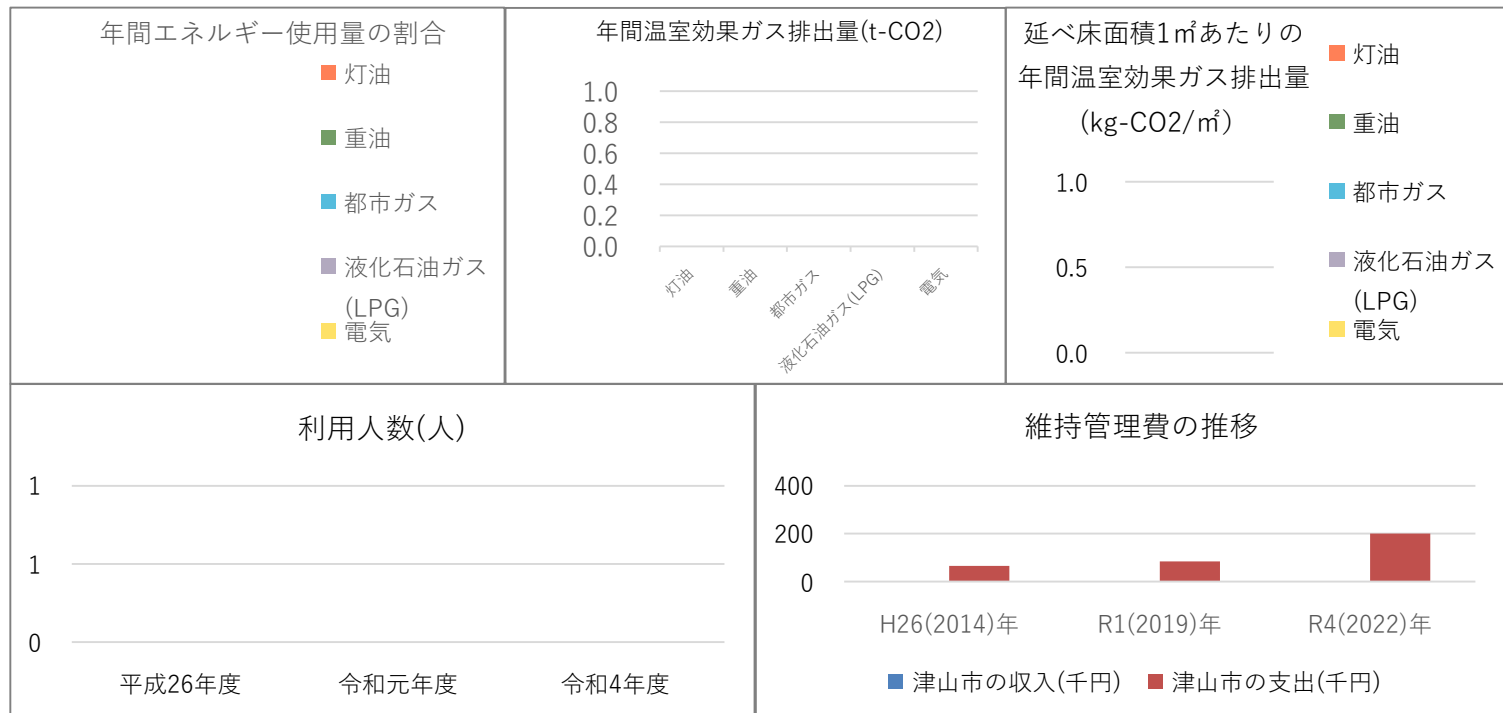 年間エネルギー使用量の割合
灯油
重油
都市ガス
液化石油ガス
(LPG)
電気
年間温室効果ガス排出量(t-CO2)
1.0
0.8
0.6
0.4
0.2
0.0
灯油
重油
都市ガス
液化石油ガス(LPG)
電気
延べ床面積1㎡あたりの
年間温室効果ガス排出量
(kg-CO2/㎡)
1.0
0.5
0.0
灯油
重油
都市ガス
液化石油ガス
(LPG)
電気
利用人数(人)
1
1
0
平成26年度 令和元年度 令和4年度
維持管理費の推移
400
200
0
H26(2014)年 R1(2019)年 R4(2022)年
津山市の収入(千円) 津山市の支出(千円)